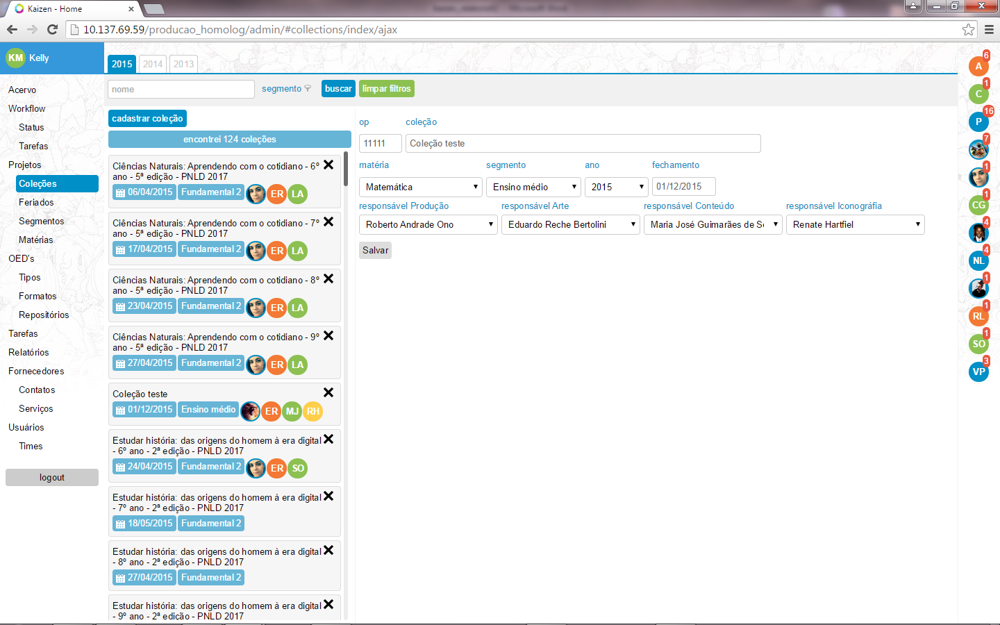 Kaizen - Home
10.137.69.59/producao_homolog/admin/#collections/index/ajax
KM Kelly
Acervo
Workflow
Status
Tarefas
Projetos
Coleções
Feriados
Segmentos
Matérias
OED's
Tipos
Formatos
Repositórios
Tarefas
Relatórios
Fornecedores
Contatos
Serviços
Usuários
Times
logout
2015 2014 2013
nome segmento buscar limpar filtros
cadastrar coleção
encontrei 124 coleções
Ciências Naturais: Aprendendo com o cotidiano - 6º
ano - 5ª edição - PNLD 2017
06/04/2015 Fundamental 2 ER LA
Ciências Naturais: Aprendendo com o cotidiano - 7º
ano - 5ª edição - PNLD 2017
17/04/2015 Fundamental 2 ER LA
Ciências Naturais: Aprendendo com o cotidiano - 8º
ano - 5ª edição - PNLD 2017
23/04/2015 Fundamental 2 ER LA
Ciências Naturais: Aprendendo com o cotidiano - 9º
ano - 5ª edição - PNLD 2017
27/04/2015 Fundamental 2 ER LA
Coleção teste
01/12/2015 Ensino médio ER MJ RH
Estudar história: das origens do homem à era digital
- 6º ano - 2ª edição - PNLD 2017
24/04/2015 Fundamental 2 ER SO
Estudar história: das origens do homem à era digital
- 7º ano - 2ª edição - PNLD 2017
18/05/2015 Fundamental 2
Estudar história: das origens do homem à era digital
- 8º ano - 2ª edição - PNLD 2017
27/04/2015 Fundamental 2
Estudar história: das origens do homem à era digital
- 9º ano - 2ª edição - PNLD 2017
op coleção
11111 Coleção teste
matéria segmento ano fechamento
Matemática Ensino médio 2015 01/12/2015
responsável Produção responsável Arte responsável Conteúdo responsável Iconográfia
Roberto Andrade Ono Eduardo Reche Bertolini Maria José Guimarães de Sc Renate Hartfiel
Salvar
A 6
C 1
P 16
7
1
CG 1
4
NL 4
1
RL 1
SO 1
VP 3